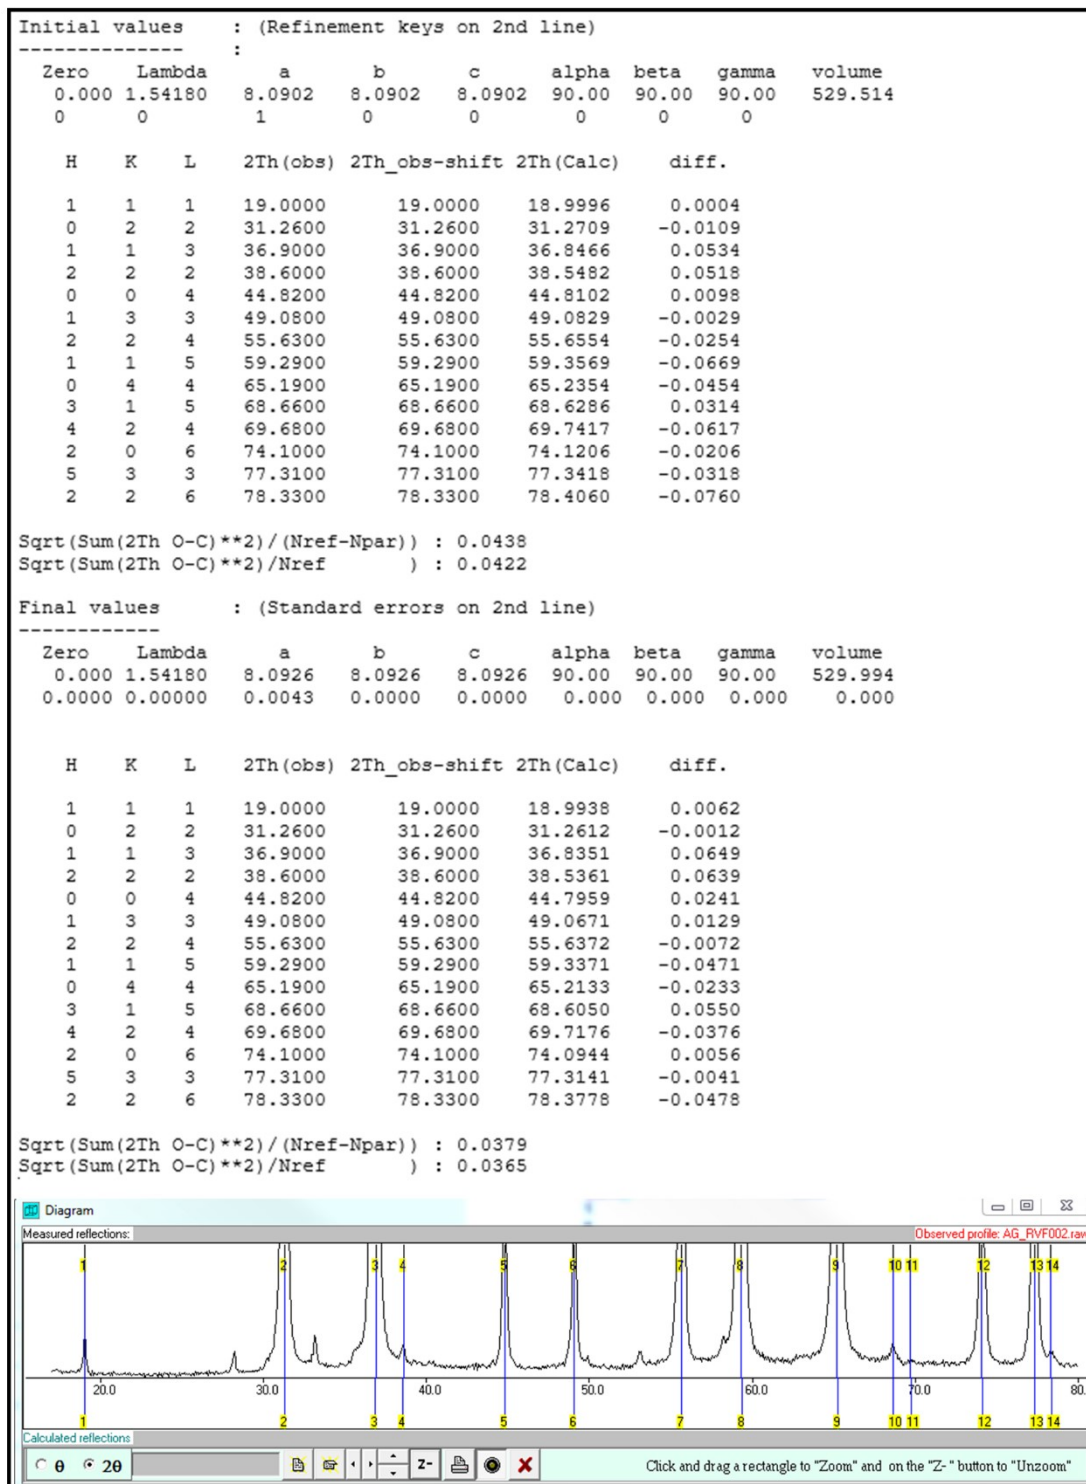 Initial values : (Refinement keys on 2nd line)
-------------- :
Zero Lambda a b c alpha beta gamma volume
0.000 1.54180 8.0902 8.0902 8.0902 90.00 90.00 90.00 529.514
0 0 1 0 0 0 0 0
H K L 2Th(obs) 2Th_obs-shift 2Th(Calc) diff.
1 1 1 19.0000 19.0000 18.9996 0.0004
0 2 2 31.2600 31.2600 31.2709 -0.0109
1 1 3 36.9000 36.9000 36.8466 0.0534
2 2 2 38.6000 38.6000 38.5482 0.0518
0 0 4 44.8200 44.8200 44.8102 0.0098
1 3 3 49.0800 49.0800 49.0829 -0.0029
2 2 4 55.6300 55.6300 55.6554 -0.0254
1 1 5 59.2900 59.2900 59.3569 -0.0669
0 4 4 65.1900 65.1900 65.2354 -0.0454
3 1 5 68.6600 68.6600 68.6286 0.0314
4 2 4 69.6800 69.6800 69.7417 -0.0617
2 0 6 74.1000 74.1000 74.1206 -0.0206
5 3 3 77.3100 77.3100 77.3418 -0.0318
2 2 6 78.3300 78.3300 78.4060 -0.0760
Sqrt(Sum(2Th O-C)**2)/(Nref-Npar)) : 0.0438
Sqrt(Sum(2Th O-C)**2)/Nref ) : 0.0422
Final values : (Standard errors on 2nd line)
------------
Zero Lambda a b c alpha beta gamma volume
0.000 1.54180 8.0926 8.0926 8.0926 90.00 90.00 90.00 529.994
0.0000 0.00000 0.0043 0.0000 0.0000 0.000 0.000 0.000 0.000
H K L 2Th(obs) 2Th_obs-shift 2Th(Calc) diff.
1 1 1 19.0000 19.0000 18.9938 0.0062
0 2 2 31.2600 31.2600 31.2612 -0.0012
1 1 3 36.9000 36.9000 36.8351 0.0649
2 2 2 38.6000 38.6000 38.5361 0.0639
0 0 4 44.8200 44.8200 44.7959 0.0241
1 3 3 49.0800 49.0800 49.0671 0.0129
2 2 4 55.6300 55.6300 55.6372 -0.0072
1 1 5 59.2900 59.2900 59.3371 -0.0471
0 4 4 65.1900 65.1900 65.2133 -0.0233
3 1 5 68.6600 68.6600 68.6050 0.0550
4 2 4 69.6800 69.6800 69.7176 -0.0376
2 0 6 74.1000 74.1000 74.0944 0.0056
5 3 3 77.3100 77.3100 77.3141 -0.0041
2 2 6 78.3300 78.3300 78.3778 -0.0478
Sqrt(Sum(2Th O-C)**2)/(Nref-Npar)) : 0.0379
Sqrt(Sum(2Th O-C)**2)/Nref ) : 0.0365
Diagram
Measured reflections: Observed profile: AG_RVF002.raw
1 2 3 4 5 6 7 8 9 10 11 12 13 14
20.0 30.0 40.0 50.0 60.0 70.0 80.
1 2 3 4 5 6 7 8 9 10 11 12 13 14
Calculated reflections
θ 2θ Z- Click and drag a rectangle to "Zoom" and on the "Z- " button to "Unzoom"